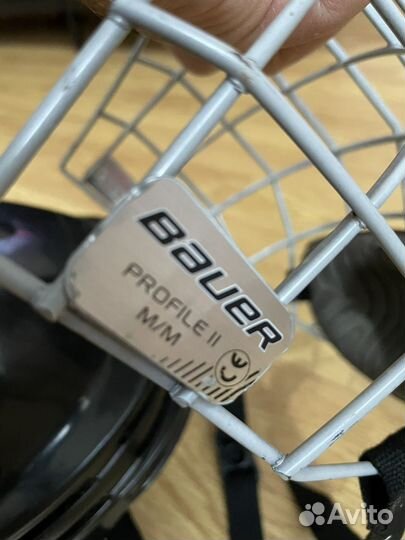 BAUER
PROFILE II
M/M
CE
Avito